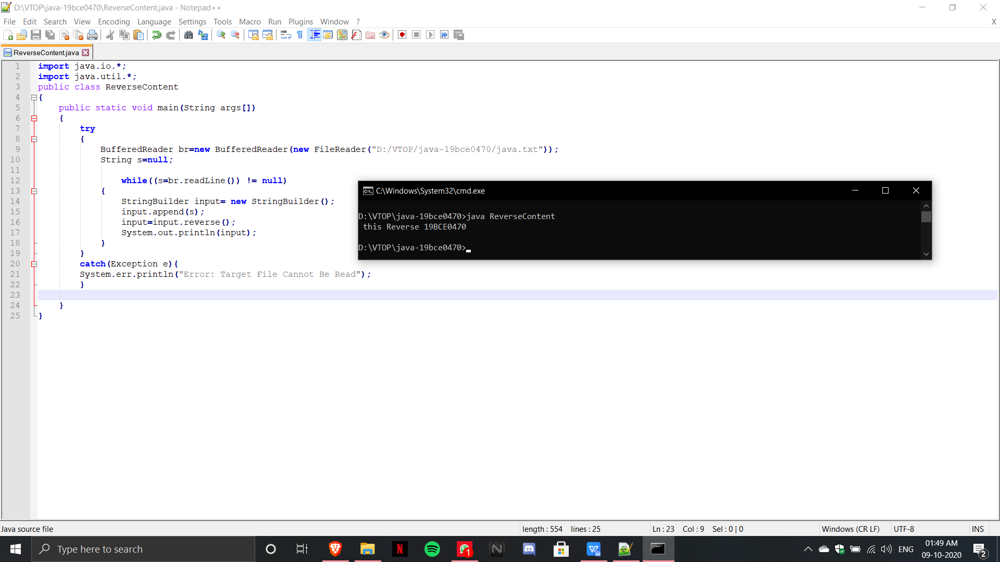 D:\VTOP\java-19bce0470\ReverseContent.java - Notepad++
File Edit Search View Encoding Language Settings Tools Macro Run Plugins Window ? X
ReverseContent.java
1 import java.io.*;
2 import java.util.*;
3 public class ReverseContent
4 {
5 public static void main(String args[])
6 {
7 try
8 {
9 BufferedReader br=new BufferedReader(new FileReader("D:/VTOP/java-19bce0470/java.txt"));
10 String s=null;
11
12 while((s=br.readLine()) != null)
13 {
14 StringBuilder input= new StringBuilder();
15 input.append(s);
16 input=input.reverse();
17 System.out.println(input);
18 }
19 }
20 catch(Exception e){
21 System.err.println("Error: Target File Cannot Be Read");
22 }
23
24 }
25 }
C:\Windows\System32\cmd.exe
D:\VTOP\java-19bce0470>java ReverseContent
this Reverse 19BCE0470
D:\VTOP\java-19bce0470>
Java source file length : 554 lines : 25 Ln : 23 Col : 9 Sel : 0 | 0 Windows (CR LF) UTF-8 INS
Type here to search
1
ENG
01:49 AM
09-10-2020
2